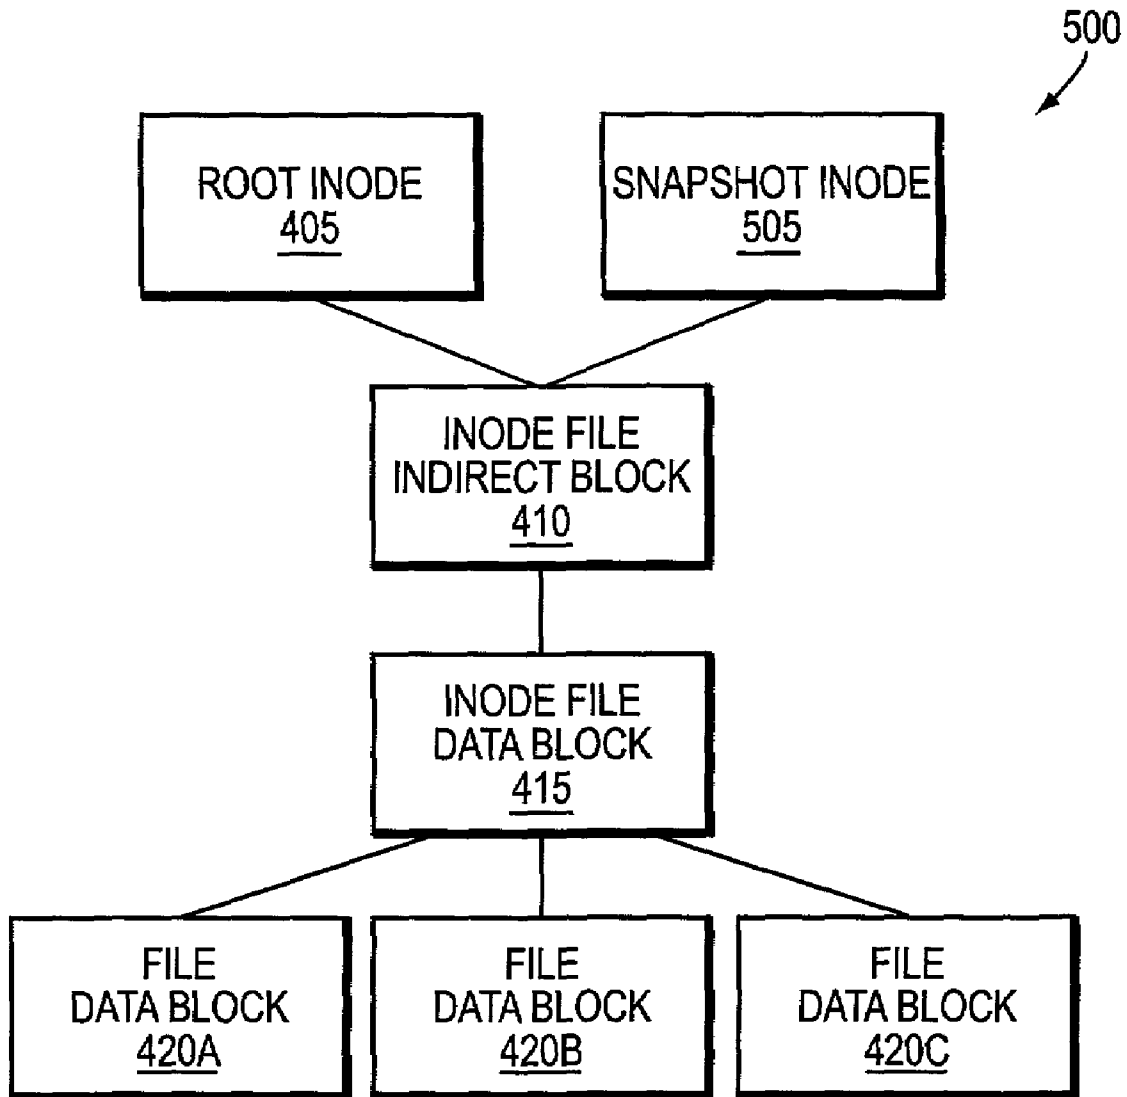 500
ROOT INODE
405
SNAPSHOT INODE
505
INODE FILE
INDIRECT BLOCK
410
INODE FILE
DATA BLOCK
415
FILE
DATA BLOCK
420A
FILE
DATA BLOCK
420B
FILE
DATA BLOCK
420C